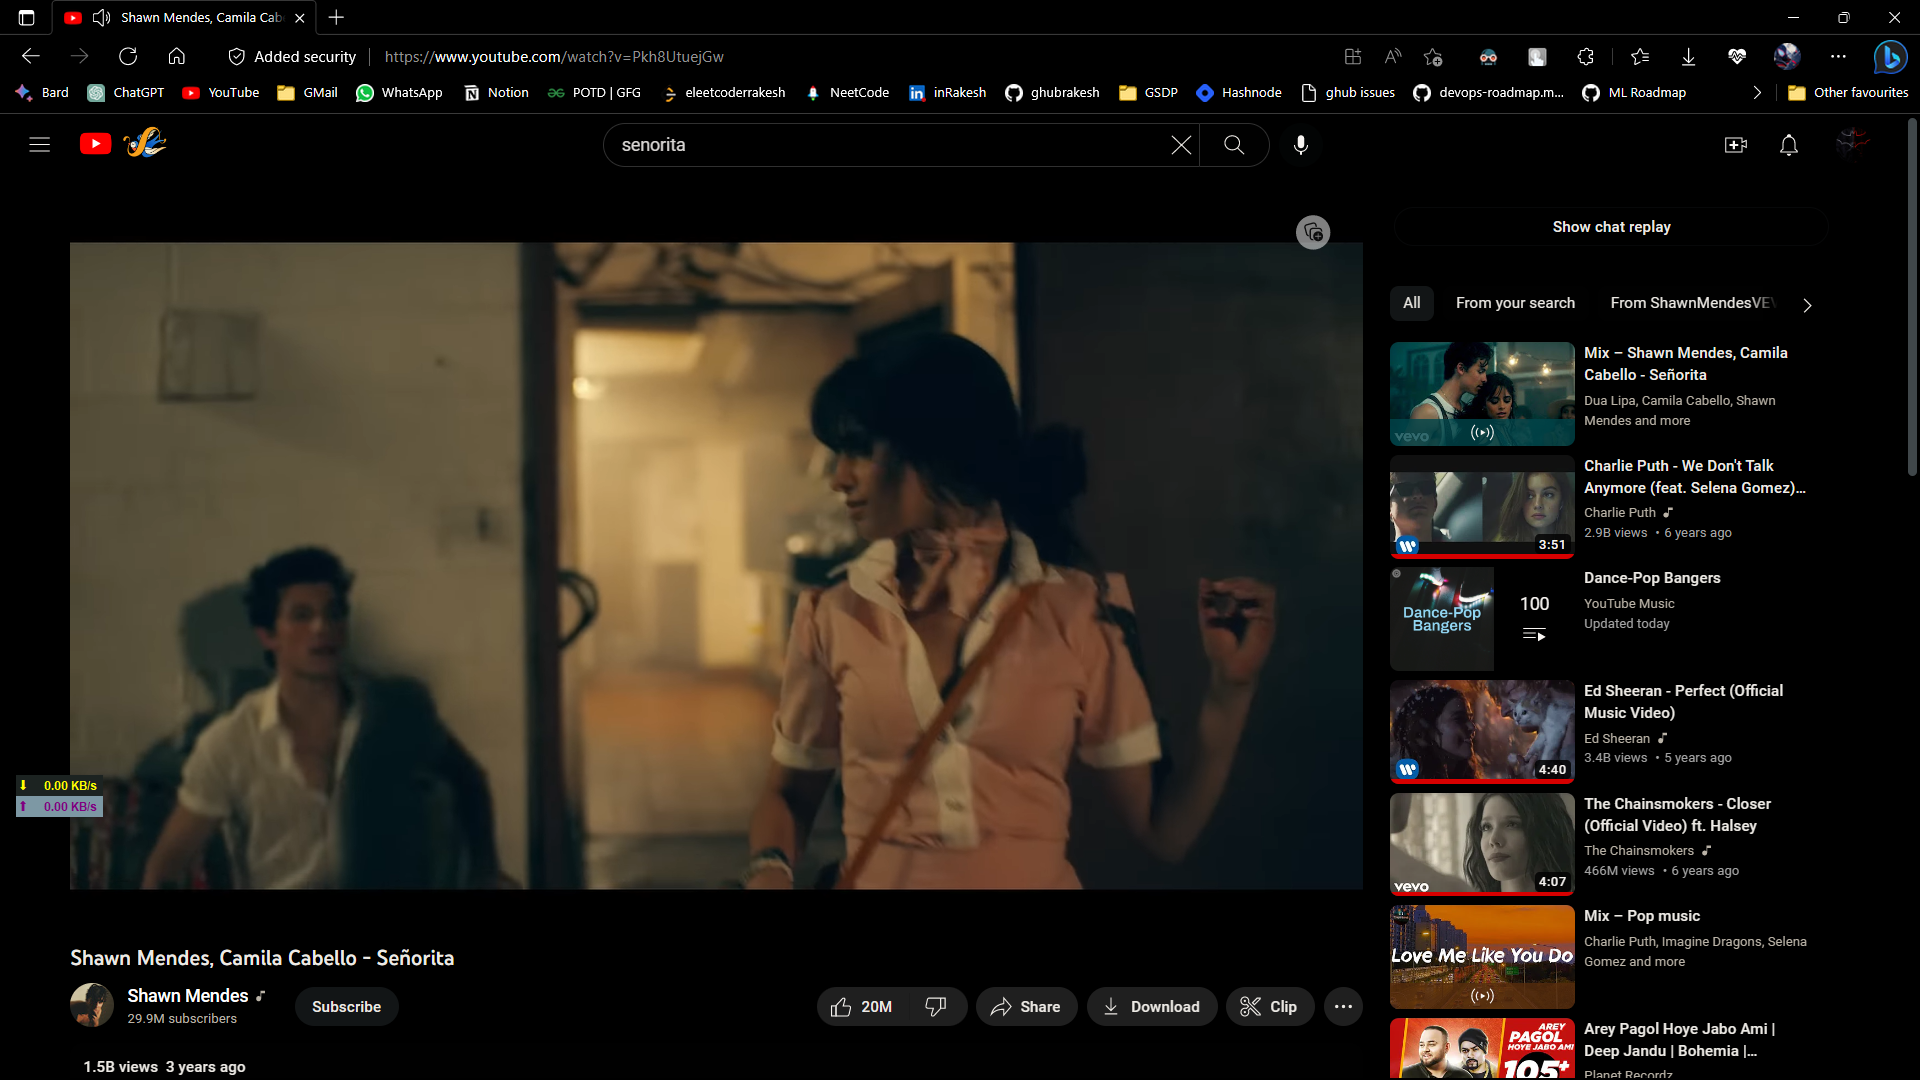 Shawn Mendes, Camila Cab
Added security
https://www.youtube.com/watch?v=Pkh8UtuejGw
Bard
ChatGPT
YouTube
GMail
WhatsApp
Notion
POTD | GFG
eleetcoderrakesh
NeetCode
inRakesh
ghubrakesh
GSDP
Hashnode
ghub issues
devops-roadmap.m...
ML Roadmap
Other favourites
senorita
Show chat replay
All
From your search
From ShawnMendesVEV
vevo
Mix – Shawn Mendes, Camila
Cabello - Señorita
Dua Lipa, Camila Cabello, Shawn
Mendes and more
3:51
Charlie Puth - We Don't Talk
Anymore (feat. Selena Gomez)...
Charlie Puth
2.9B views • 6 years ago
Dance-Pop
Bangers
100
Dance-Pop Bangers
YouTube Music
Updated today
4:40
Ed Sheeran - Perfect (Official
Music Video)
Ed Sheeran
3.4B views • 5 years ago
0.00 KB/s
0.00 KB/s
vevo
4:07
The Chainsmokers - Closer
(Official Video) ft. Halsey
The Chainsmokers
466M views • 6 years ago
Love Me Like You Do
Mix – Pop music
Charlie Puth, Imagine Dragons, Selena
Gomez and more
AREY
PAGOL
HOYE JABO AMI
105+
Arey Pagol Hoye Jabo Ami |
Deep Jandu | Bohemia |...
Planet Recordz
Shawn Mendes, Camila Cabello - Señorita
Shawn Mendes
29.9M subscribers
Subscribe
20M
Share
Download
Clip
1.5B views 3 years ago